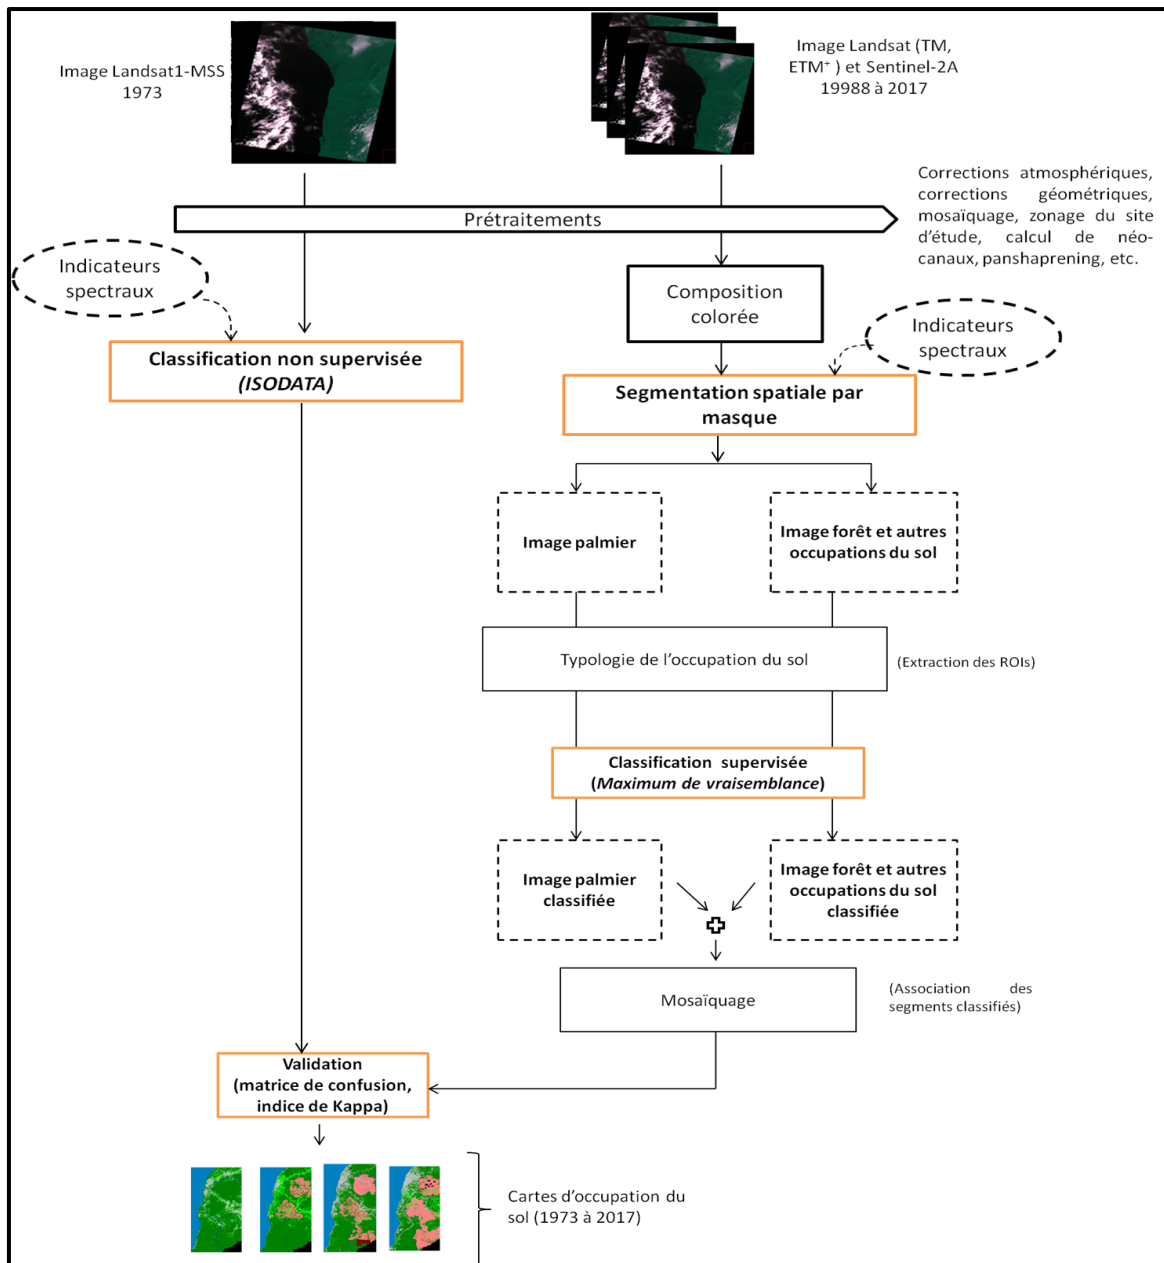 Image Landsat1-MSS
1973
Image Landsat (TM,
ETM⁺ ) et Sentinel-2A
19988 à 2017
Corrections atmosphériques,
corrections géométriques,
mosaïquage, zonage du site
d’étude, calcul de néo-
canaux, panshaprening, etc.
Prétraitements
Indicateurs
spectraux
Composition
colorée
Indicateurs
spectraux
Classification non supervisée
(ISODATA)
Segmentation spatiale par
masque
Image palmier
Image forêt et autres
occupations du sol
Typologie de l’occupation du sol
(Extraction des ROIs)
Classification supervisée
(Maximum de vraisemblance)
Image palmier
classifiée
Image forêt et autres
occupations du sol
classifiée
Mosaïquage
(Association des
segments classifiés)
Validation
(matrice de confusion,
indice de Kappa)
Cartes d’occupation du
sol (1973 à 2017)